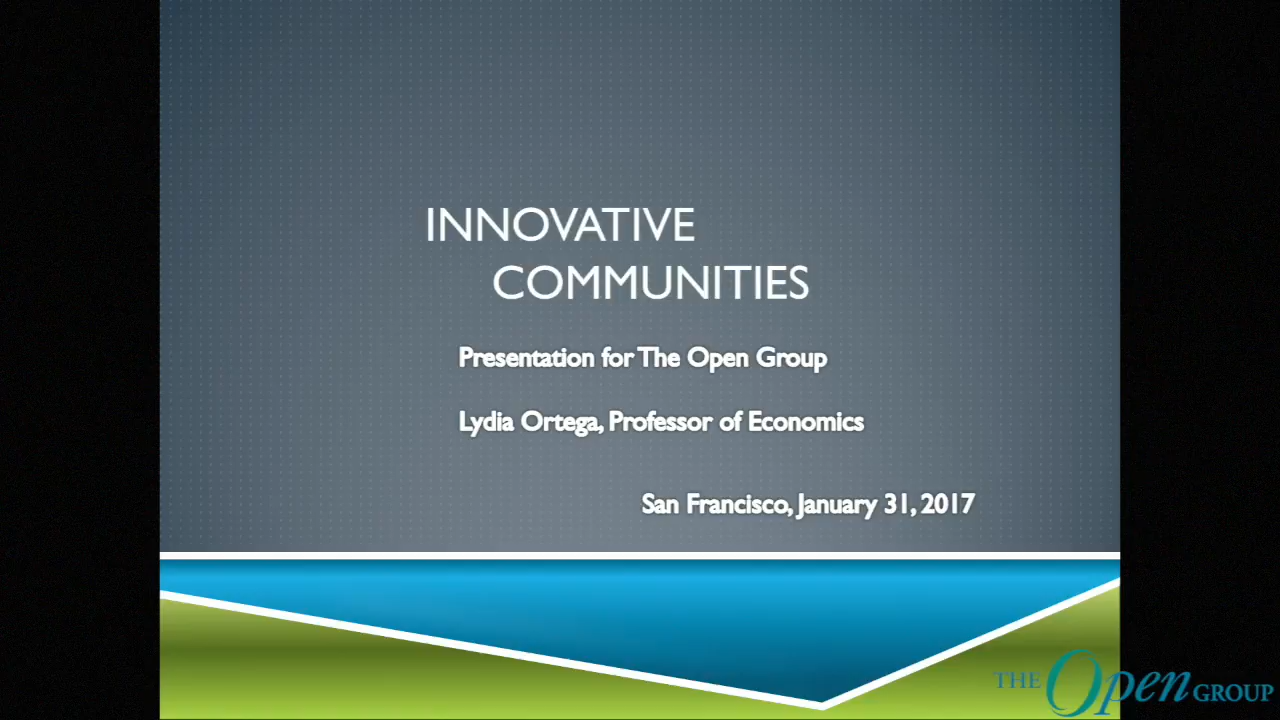 INNOVATIVE
COMMUNITIES
Presentation for The Open Group
Lydia Ortega, Professor of Economics
San Francisco, January 31, 2017
THE Open GROUP